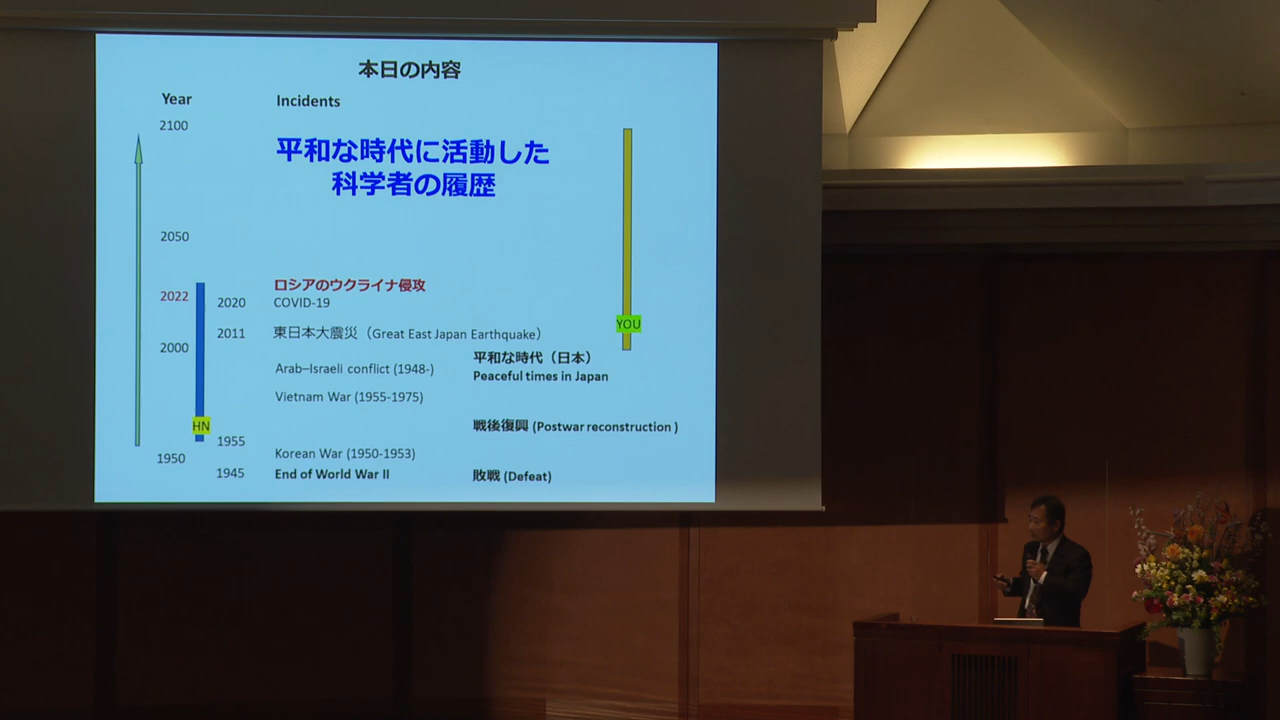 本日の内容
Year
Incidents
2100
平和な時代に活動した
科学者の履歴
2050
ロシアのウクライナ侵攻
2022
2020
COVID-19
YOU
2011
東日本大震災（Great East Japan Earthquake）
2000
平和な時代（日本）
Arab–Israeli conflict (1948-)
Peaceful times in Japan
Vietnam War (1955-1975)
HN
戦後復興 (Postwar reconstruction )
1955
Korean War (1950-1953)
1950
1945
End of World War II
敗戦 (Defeat)